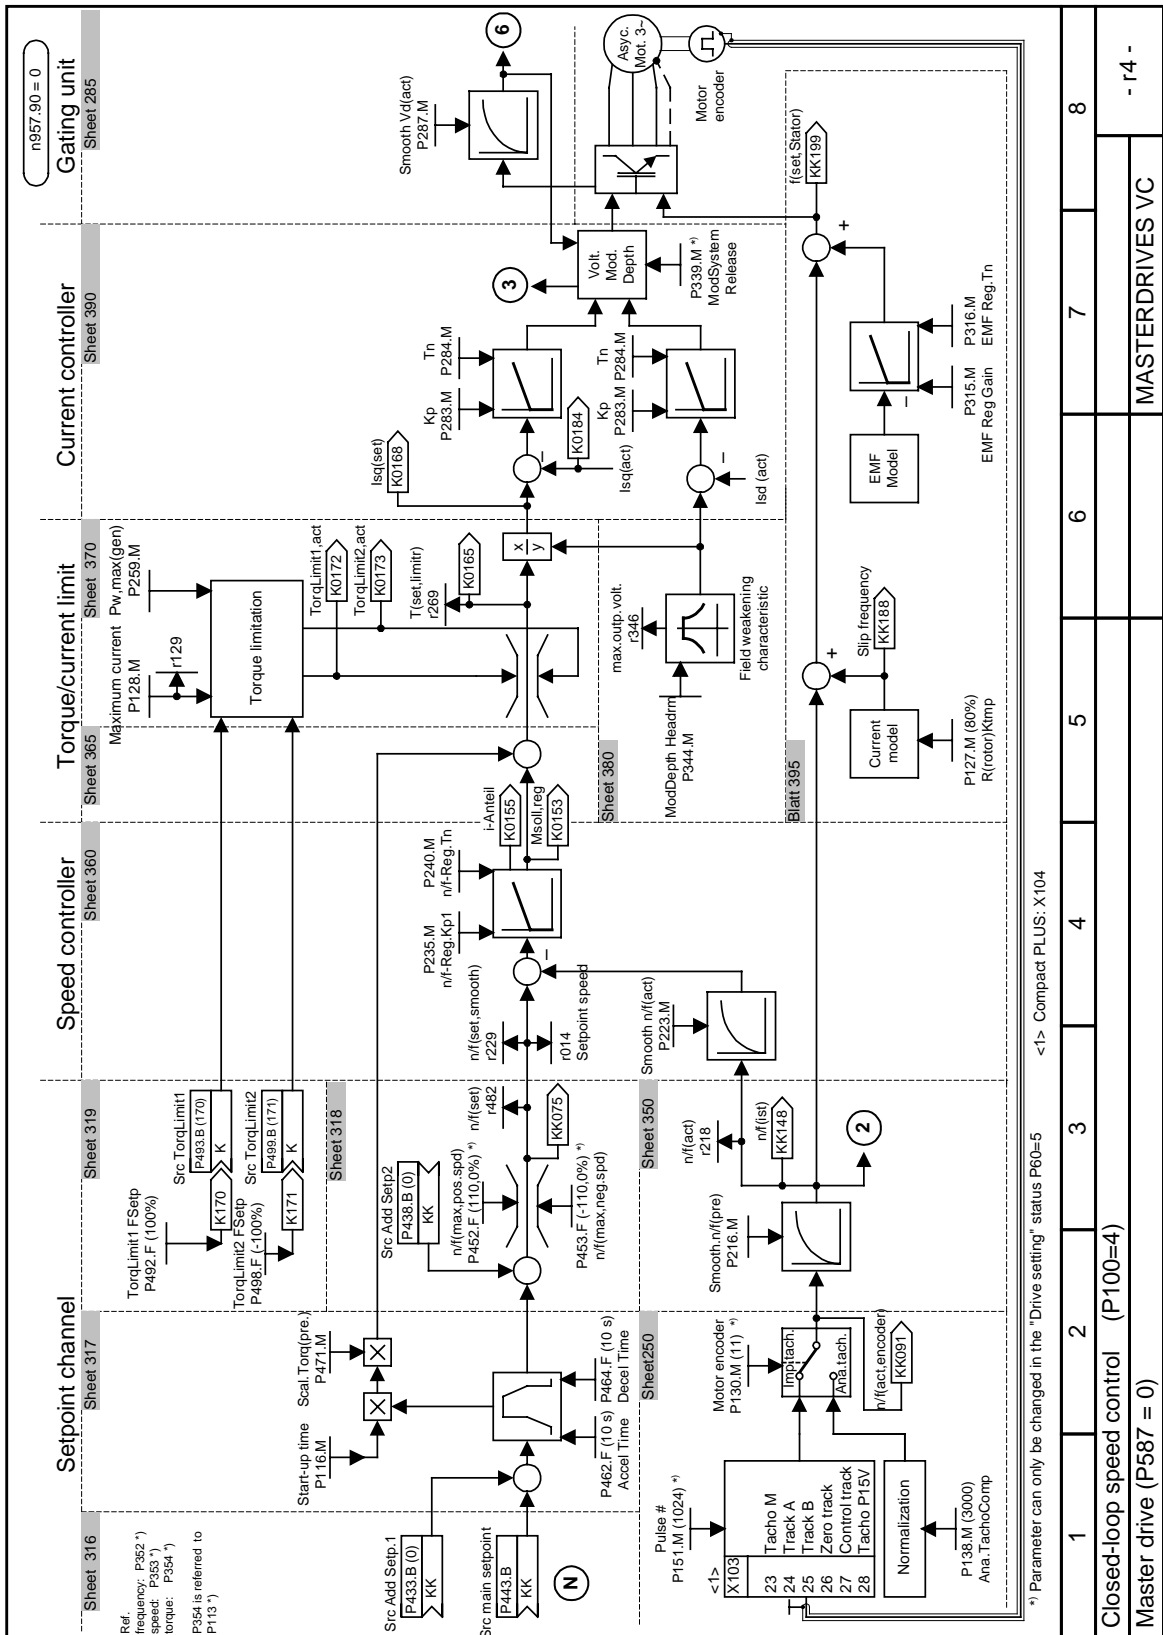 n957.90 = 0
Setpoint channel
Speed controller
Torque/current limit
Current controller
Gating unit
Sheet 316
Sheet 317
Sheet 319
Sheet 360
Sheet 365
Sheet 370
Sheet 390
Sheet 285
Ref.
frequency: P352 *)
speed: P353 *)
torque: P354 *)
P354 is referred to
P113 *)
TorqLimit1 FSetp
P492.F (100%)
K170
Src TorqLimit1
P493.B (170)
K
TorqLimit2 FSetp
P498.F (-100%)
K171
Src TorqLimit2
P499.B (171)
K
Sheet 318
Maximum current
P128.M
r129
Pw,max(gen)
P259.M
Torque limitation
TorqLimit1,act
K0172
TorqLimit2,act
K0173
Start-up time
P116.M
Scal.Torq(pre.)
P471.M
Src Add Setp.1
P433.B (0)
KK
Src main setpoint
P443.B
KK
N
P462.F (10 s)
Accel Time
P464.F (10 s)
Decel Time
Src Add Setp2
P438.B (0)
KK
n/f(max,pos.spd)
P452.F (110,0%) *)
P453.F (-110,0%) *)
n/f(max,neg.spd)
n/f(set)
r482
KK075
n/f(set,smooth)
r229
r014
Setpoint speed
P235.M
n/f-Reg.Kp1
P240.M
n/f-Reg.Tn
i-Anteil
K0155
Msoll,reg
K0153
T(set,limitr)
r269
K0165
x
y
Isq(set)
K0168
Kp
P283.M
Tn
P284.M
K0184
Isq(act)
Kp
P283.M
Tn
P284.M
Isd (act)
3
Volt.
Mod.
Depth
P339.M *)
ModSystem
Release
Smooth Vd(act)
P287.M
6
Asyc.
Mot. 3~
Motor
encoder
Sheet 380
ModDepth Headrm
P344.M
max.outp.volt.
r346
Field weakening
characteristic
Sheet250
Sheet 350
Blatt 395
Pulse #
P151.M (1024) *)
<1>
X103
23 Tacho M
24 Track A
25 Track B
26 Zero track
27 Control track
28 Tacho P15V
Normalization
P138.M (3000)
Ana.TachoComp
Motor encoder
P130.M (11) *)
Imp.tach.
Ana.tach.
n/f(act,encoder)
KK091
Smooth.n/f(pre)
P216.M
n/f(act)
r218
n/f(ist)
KK148
2
Smooth n/f(act)
P223.M
Current
model
P127.M (80%)
R(rotor)Ktmp
Slip frequency
KK188
+
EMF
Model
P315.M
EMF Reg Gain
P316.M
EMF Reg.Tn
+
f(set,Stator)
KK199
*) Parameter can only be changed in the "Drive setting" status P60=5
<1> Compact PLUS: X104
1 2 3 4 5 6 7 8
Closed-loop speed control (P100=4)
Master drive (P587 = 0)
MASTERDRIVES VC
- r4 -